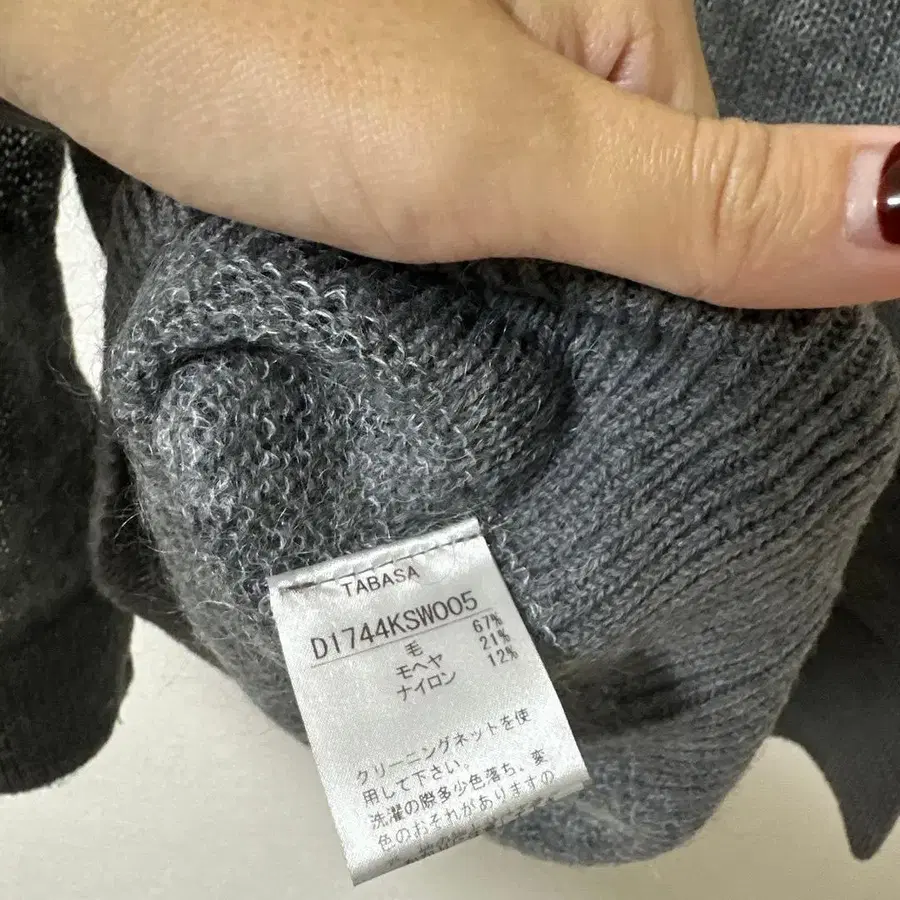 TABASA
D1744KSW005
毛 67%
モヘヤ 21%
ナイロン 12%
クリーニングネットを使
用して下さい。
洗濯の際多少色落ち、変
色のおそれがありますの